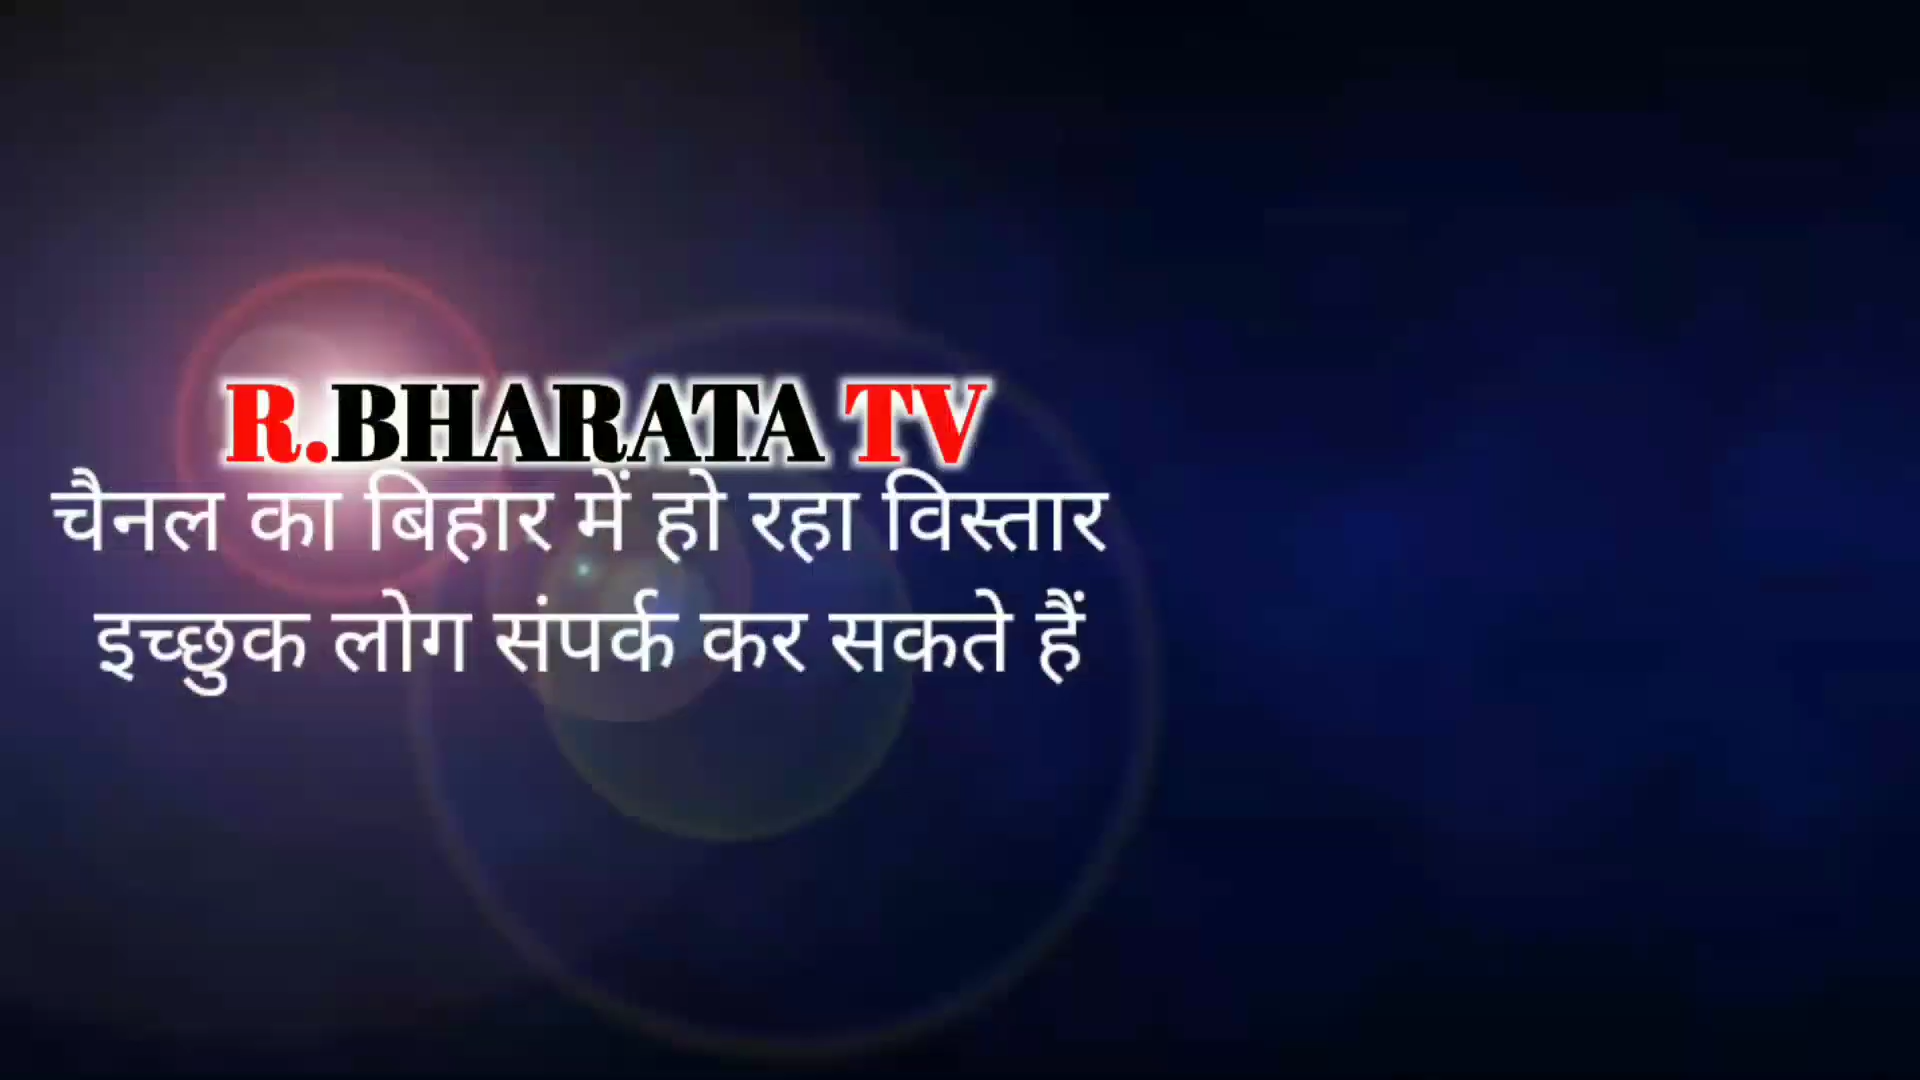 R.BHARATA TV
चैनल का बिहार में हो रहा विस्तार
इच्छुक लोग संपर्क कर सकते हैं